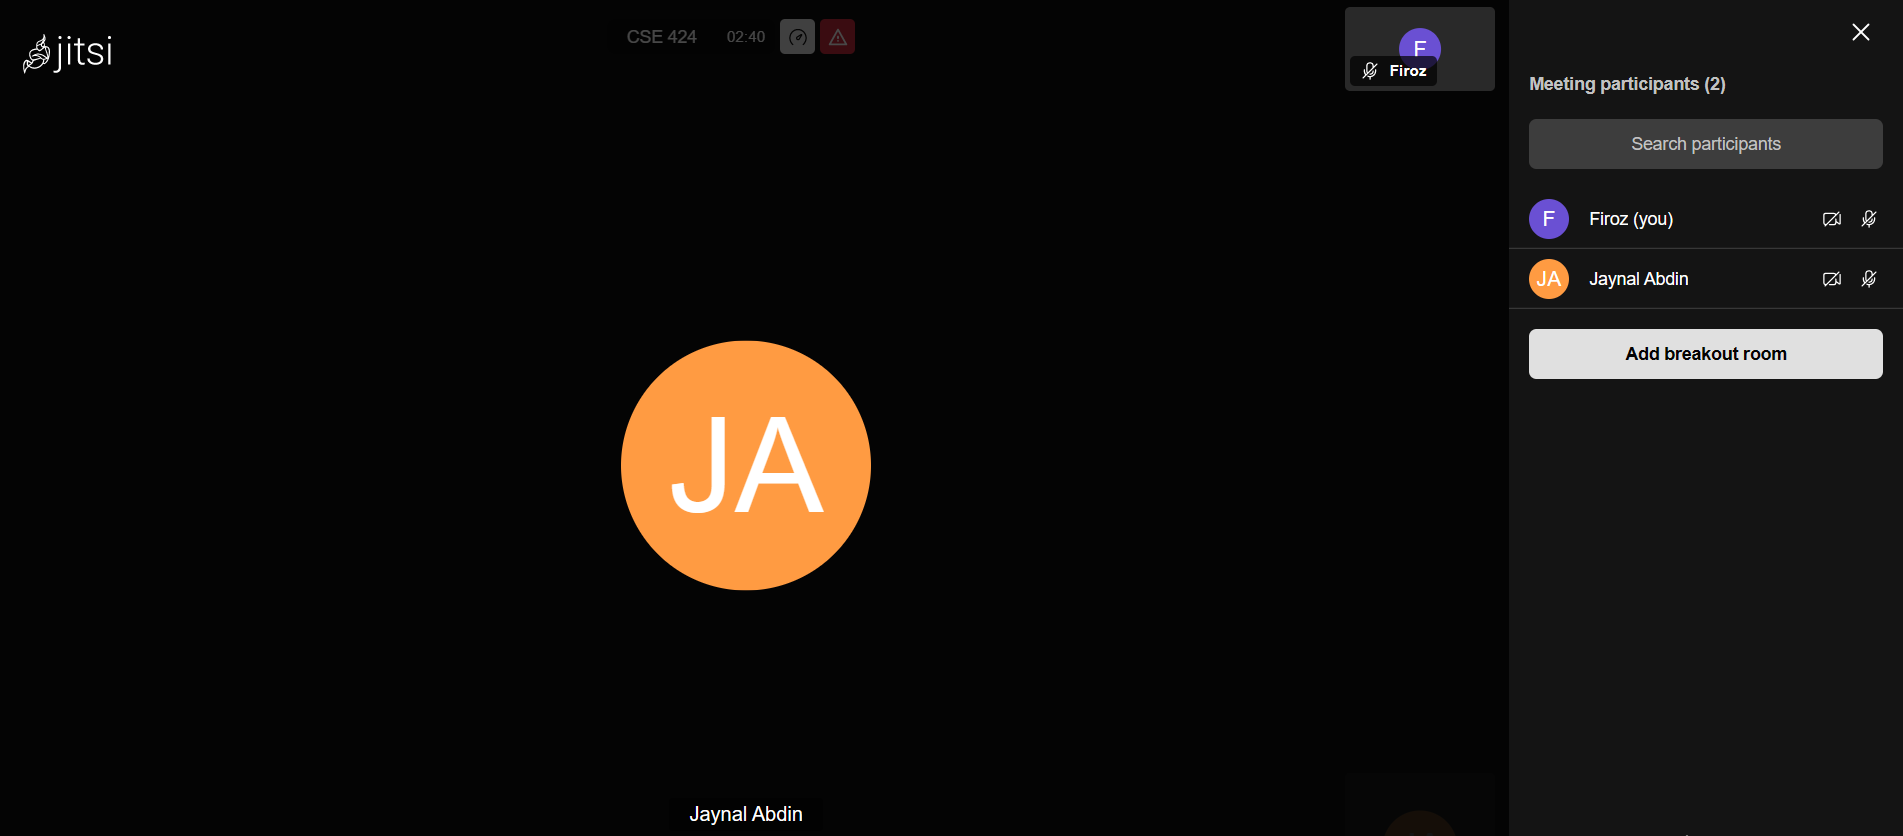 jitsi
CSE 424 02:40
F
Firoz
JA
Jaynal Abdin
Meeting participants (2)
Search participants
F Firoz (you)
JA Jaynal Abdin
Add breakout room